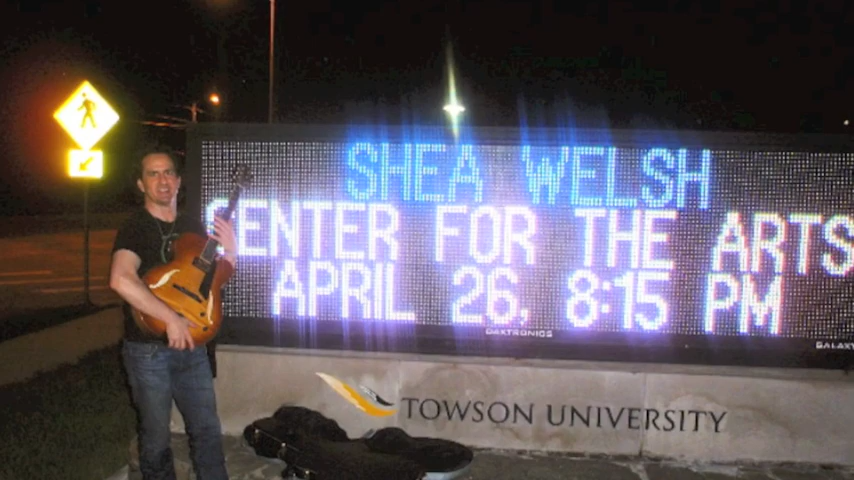 SHEA WELSH
CENTER FOR THE ARTS
APRIL 26, 8:15 PM
DAKTRONICS
GALAXY
TOWSON UNIVERSITY